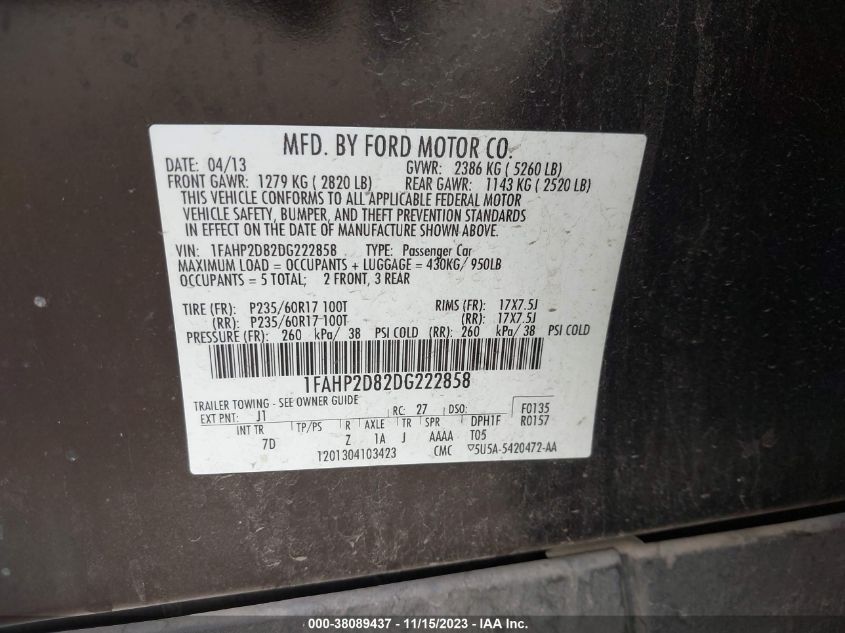 MFD. BY FORD MOTOR CO.
DATE: 04/13 GVWR: 2386 KG ( 5260 LB)
FRONT GAWR: 1279 KG ( 2820 LB) REAR GAWR: 1143 KG ( 2520 LB)
THIS VEHICLE CONFORMS TO ALL APPLICABLE FEDERAL MOTOR
VEHICLE SAFETY, BUMPER, AND THEFT PREVENTION STANDARDS
IN EFFECT ON THE DATE OF MANUFACTURE SHOWN ABOVE.
VIN: 1FAHP2D82DG222858 TYPE: Passenger Car
MAXIMUM LOAD = OCCUPANTS + LUGGAGE = 430KG/ 950LB
OCCUPANTS = 5 TOTAL; 2 FRONT, 3 REAR
TIRE (FR): P235/60R17 100T RIMS (FR): 17X7.5J
(RR): P235/60R17 100T (RR): 17X7.5J
PRESSURE (FR): 260 kPa/ 38 PSI COLD (RR): 260 kPa/ 38 PSI COLD
1FAHP2D82DG222858
TRAILER TOWING - SEE OWNER GUIDE
EXT PNT: J1 RC: 27 DSO: F0135
INT TR TP/PS R AXLE TR SPR DPH1F R0157
7D Z 1A J AAAA T05
T201304103423 CMC ▽5U5A-5420472-AA
000-38089437 - 11/15/2023 - IAA Inc.